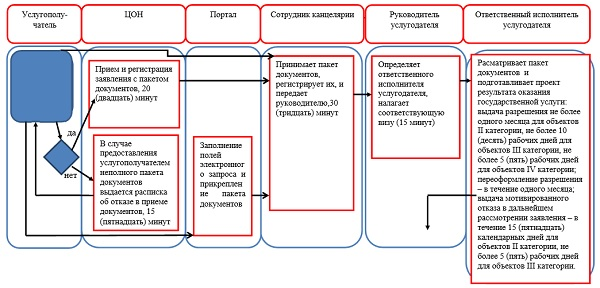 Услугополу-
чатель
ЦОН
Портал
Сотрудник канцелярии
Руководитель
услугодателя
Ответственный исполнитель
услугодателя
да
нет
Прием и регистрация
заявления с пакетом
документов, 20
(двадцать) минут
В случае
предоставления
услугополучателем
неполного пакета
документов
выдается расписка
об отказе в приеме
документов, 15
(пятнадцать) минут
Заполнение
полей
электронног
о запроса и
прикреплен
ие пакета
документов
Принимает пакет
документов,
регистрирует их, и
передает
руководителю,30
(тридцать) минут
Определяет
ответственного
исполнителя
услугодателя,
налагает
соответствующую
визу (15 минут)
Расматривает пакет
документов и
подготавливает проект
результата оказания
государственной услуги:
выдача разрешения не более
одного месяца для объектов
II категории, не более 10
(десять) рабочих дней для
объектов III категории, не
более 5 (пять) рабочих дней
для объектов IV категории;
переоформление разрешения
– в течение одного месяца;
выдача мотивированного
отказа в дальнейшем
рассмотрении заявления – в
течение 15 (пятнадцать)
календарных дней для
объектов II категории, не
более 5 (пять) рабочих дней
для объектов III категории.